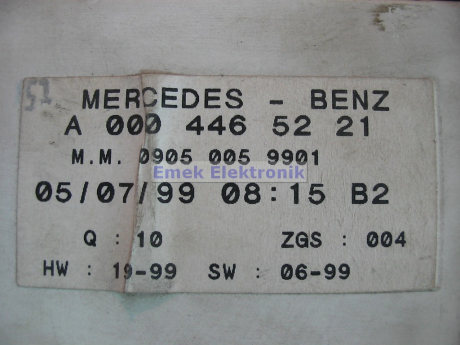 MERCEDES - BENZ
A 000 446 52 21
M.M. 0905 005 9901
Emek Elektronik
05/07/99 08:15 B2
Q : 10 ZGS : 004
HW : 19-99 SW : 06-99